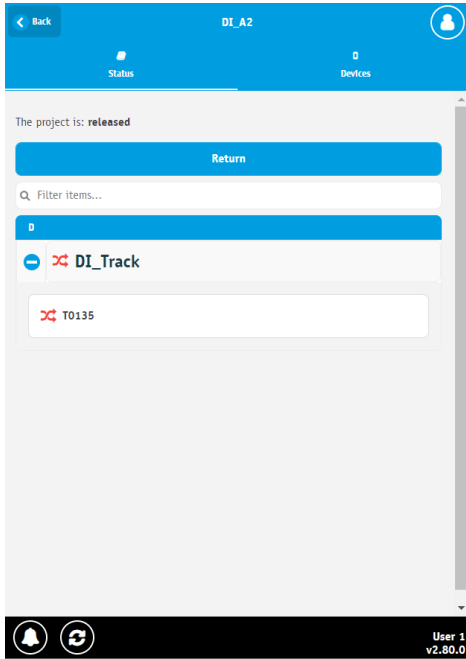 Back
DI_A2
Status
Devices
The project is: released
Return
Filter items...
D
DI_Track
T0135
User 1
v2.80.0